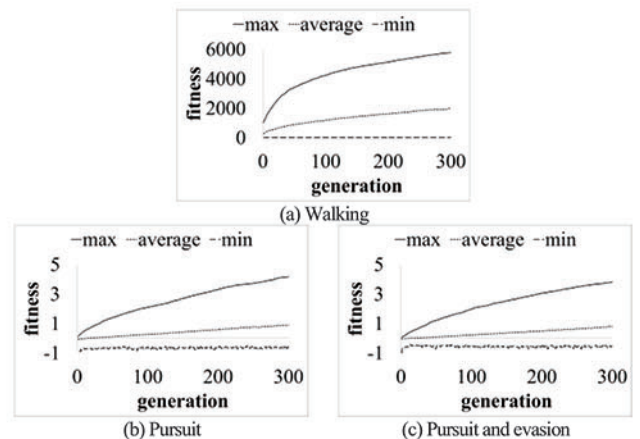 max average min
6000
4000
2000
0
fitness
0 100 200 300
generation
(a) Walking
max average min
5
3
1
-1
fitness
0 100 200 300
generation
(b) Pursuit
max average min
5
3
1
-1
fitness
0 100 200 300
generation
(c) Pursuit and evasion